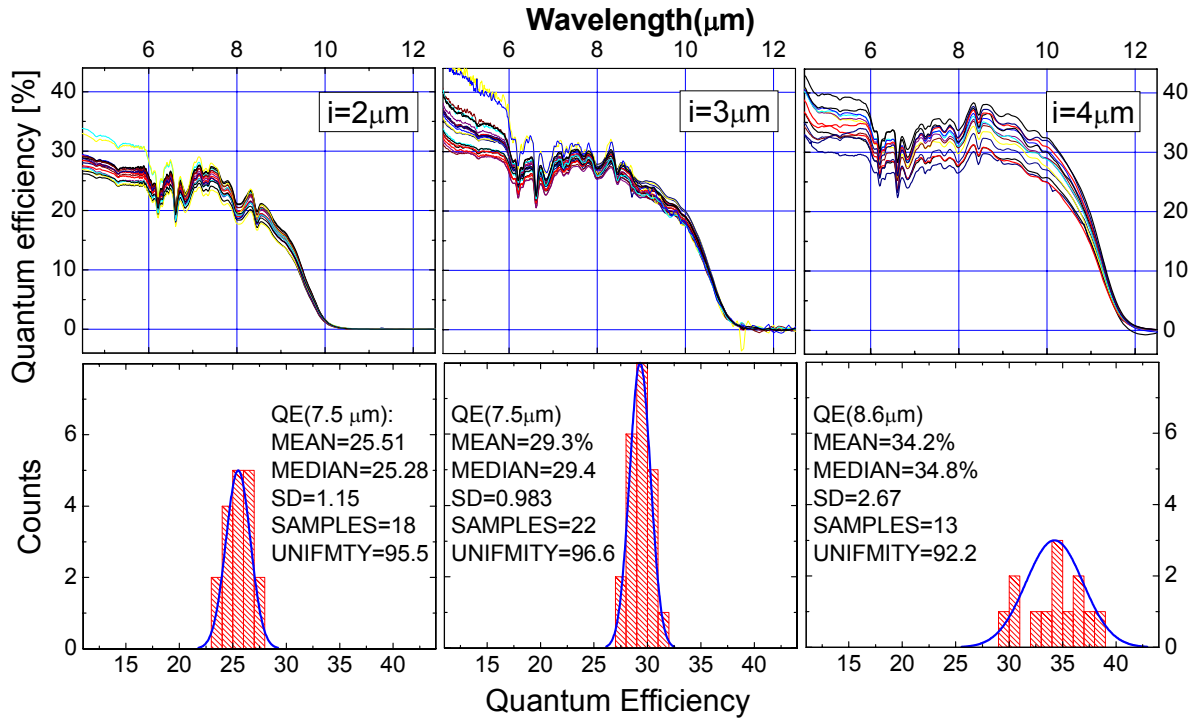 Wavelength(μm)
6 8 10 6 8 10 12 6 8 10 12
Quantum efficiency [%]
40
30
20
10
0
i=2μm
i=3μm
i=4μm
40
30
20
10
0
Counts
6
4
2
0
QE(7.5 μm):
MEAN=25.51
MEDIAN=25.28
SD=1.15
SAMPLES=18
UNIFMTY=95.5
QE(7.5μm)
MEAN=29.3%
MEDIAN=29.4
SD=0.983
SAMPLES=22
UNIFMITY=96.6
QE(8.6μm)
MEAN=34.2%
MEDIAN=34.8%
SD=2.67
SAMPLES=13
UNIFMITY=92.2
6
4
2
0
15 20 25 30 35 40 15 20 25 30 35 40 15 20 25 30 35 40
Quantum Efficiency